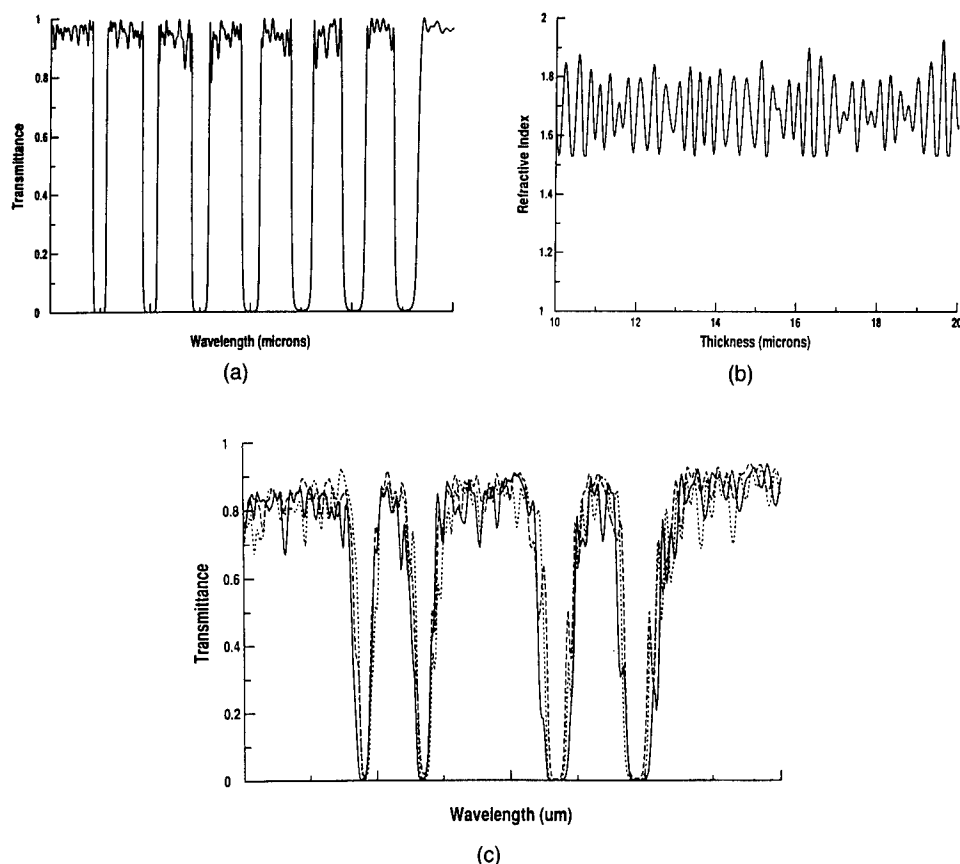 1
0.8
0.6
0.4
0.2
0
Transmittance
Wavelength (microns)
(a)
2
1.8
1.6
1.4
1.2
1
Refractive Index
10 12 14 16 18 20
Thickness (microns)
(b)
1
0.8
0.6
0.4
0.2
0
Transmittance
Wavelength (um)
(c)